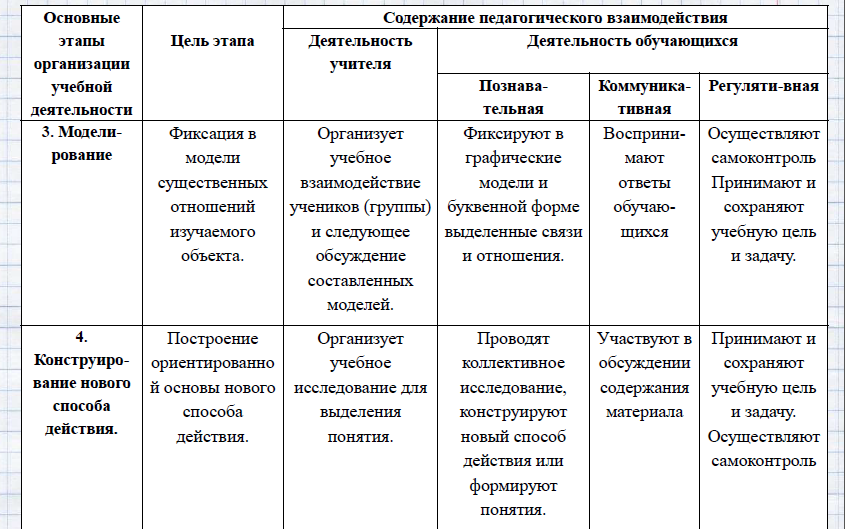 Основные
этапы
организации
учебной
деятельности
Цель этапа
Содержание педагогического взаимодействия
Деятельность
учителя
Деятельность обучающихся
Познава-
тельная
Коммуника-
тивная
Регуляти-вная
3. Модели-
рование
Фиксация в
модели
существенных
отношений
изучаемого
объекта.
Организует
учебное
взаимодействие
учеников (группы)
и следующее
обсуждение
составленных
моделей.
Фиксируют в
графические
модели и
буквенной форме
выделенные связи
и отношения.
Восприни-
мают
ответы
обучаю-
щихся
Осуществляют
самоконтроль
Принимают и
сохраняют
учебную цель
и задачу.
4.
Конструиро-
вание нового
способа
действия.
Построение
ориентированно
й основы нового
способа
действия.
Организует
учебное
исследование для
выделения
понятия.
Проводят
коллективное
исследование,
конструируют
новый способ
действия или
формируют
понятия.
Участвуют в
обсуждении
содержания
материала
Принимают и
сохраняют
учебную цель
и задачу.
Осуществляют
самоконтроль